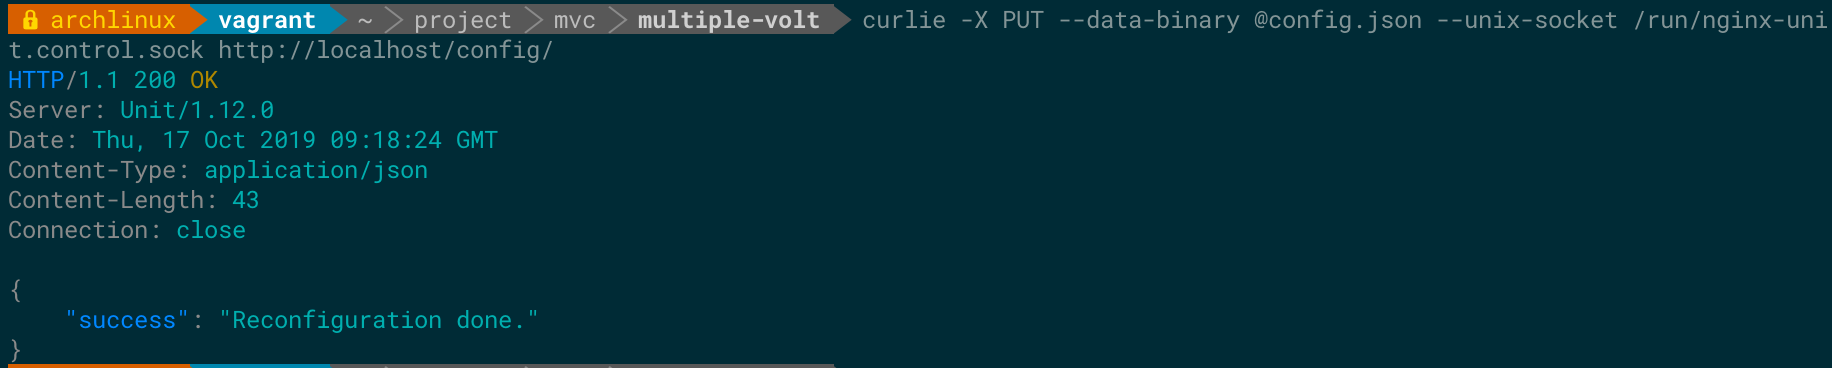 archlinux vagrant ~ project mvc multiple-volt curlie -X PUT --data-binary @config.json --unix-socket /run/nginx-uni
t.control.sock http://localhost/config/
HTTP/1.1 200 OK
Server: Unit/1.12.0
Date: Thu, 17 Oct 2019 09:18:24 GMT
Content-Type: application/json
Content-Length: 43
Connection: close
{
"success": "Reconfiguration done."
}